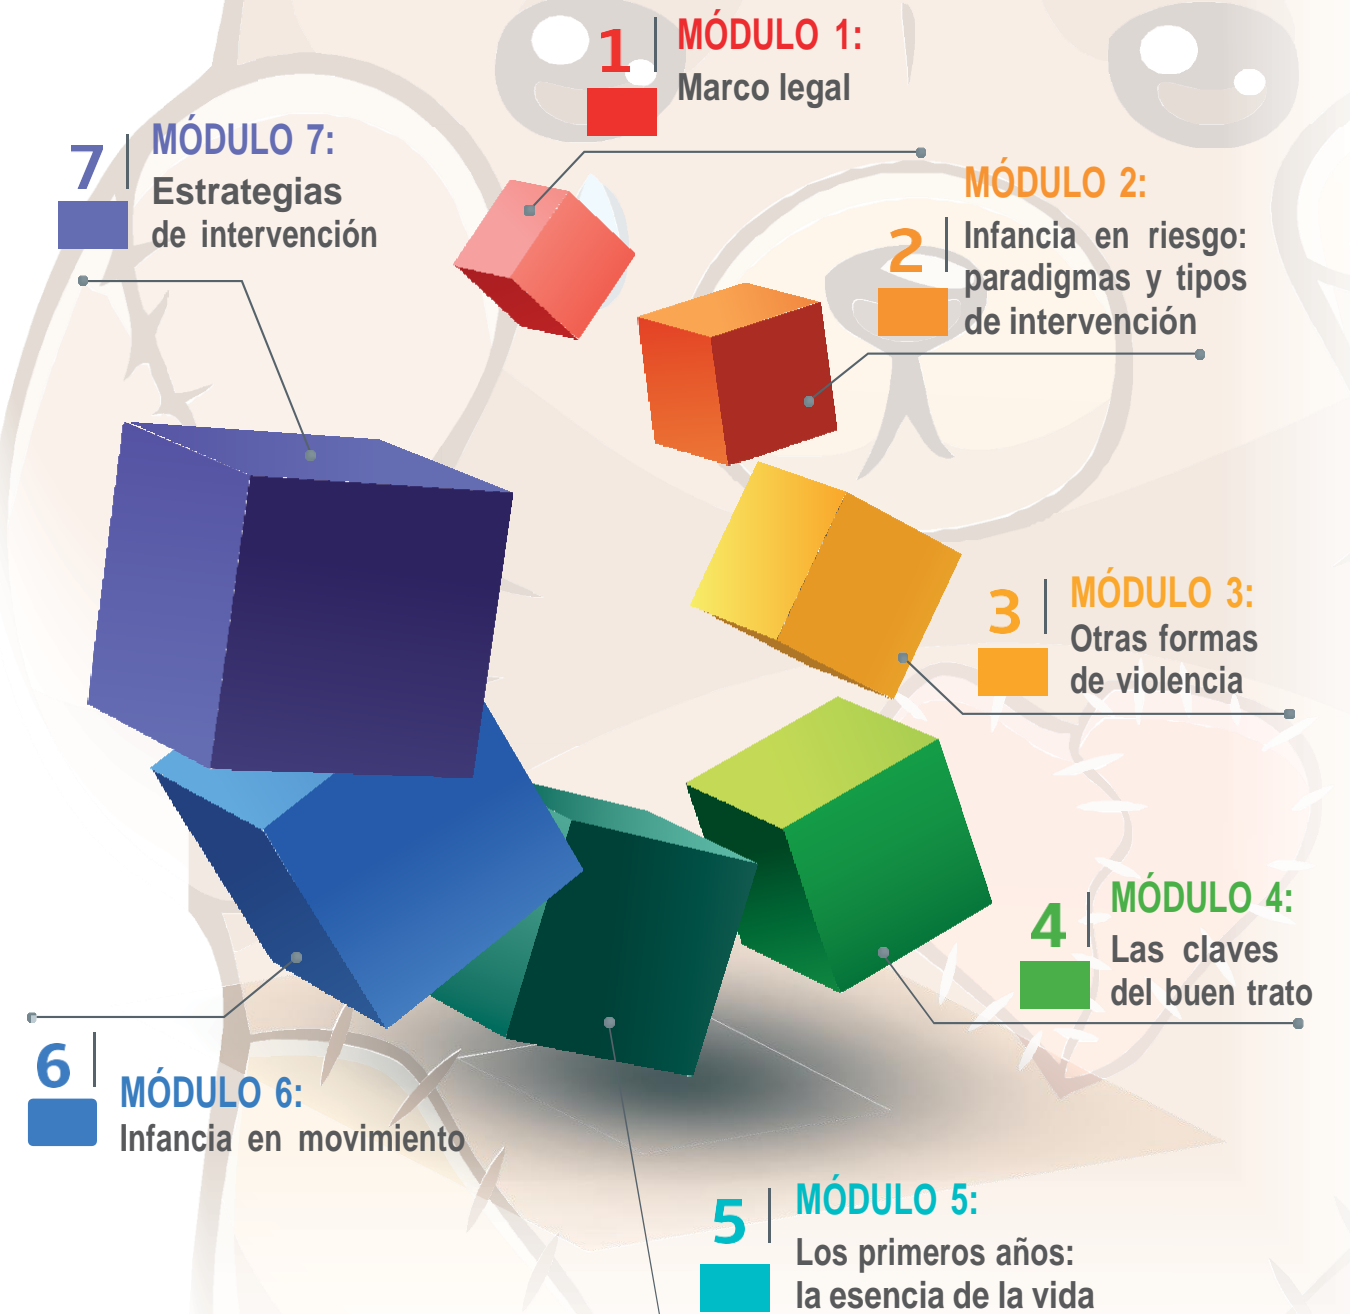 1
MÓDULO 1:
Marco legal
2
MÓDULO 2:
Infancia en riesgo:
paradigmas y tipos
de intervención
3
MÓDULO 3:
Otras formas
de violencia
4
MÓDULO 4:
Las claves
del buen trato
5
MÓDULO 5:
Los primeros años:
la esencia de la vida
6
MÓDULO 6:
Infancia en movimiento
7
MÓDULO 7:
Estrategias
de intervención